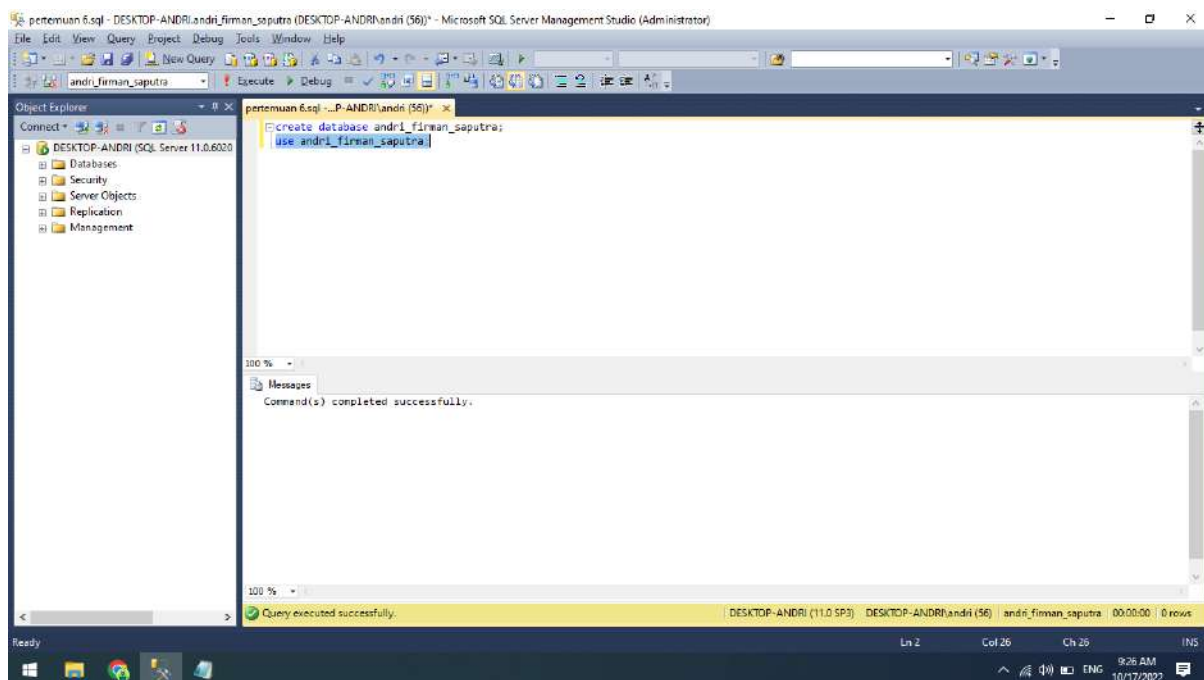 pertemuan 6.sql - DESKTOP-ANDRI.andri_firman_saputra (DESKTOP-ANDRI\andri (56))* - Microsoft SQL Server Management Studio (Administrator)
File Edit View Query Project Debug Tools Window Help
New Query
andri_firman_saputra Execute Debug
Object Explorer
pertemuan 6.sql -...P-ANDRI\andri (56))*
Connect
DESKTOP-ANDRI (SQL Server 11.0.6020
Databases
Security
Server Objects
Replication
Management
create database andri_firman_saputra;
use andri_firman_saputra;
100 %
Messages
Command(s) completed successfully.
100 %
Query executed successfully. DESKTOP-ANDRI (11.0 SP3) DESKTOP-ANDRI\andri (56) andri_firman_saputra 00:00:00 0 rows
Ready Ln 2 Col 26 Ch 26 INS
ENG 9:26 AM
10/17/2022